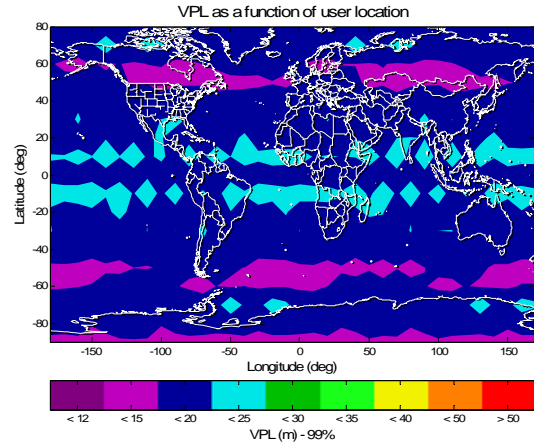 VPL as a function of user location
80
60
40
20
0
-20
-40
-60
-80
Latitude (deg)
-150 -100 -50 0 50 100 150
Longitude (deg)
< 12 < 15 < 20 < 25 < 30 < 40 < 50 > 50
VPL (m) - 99%